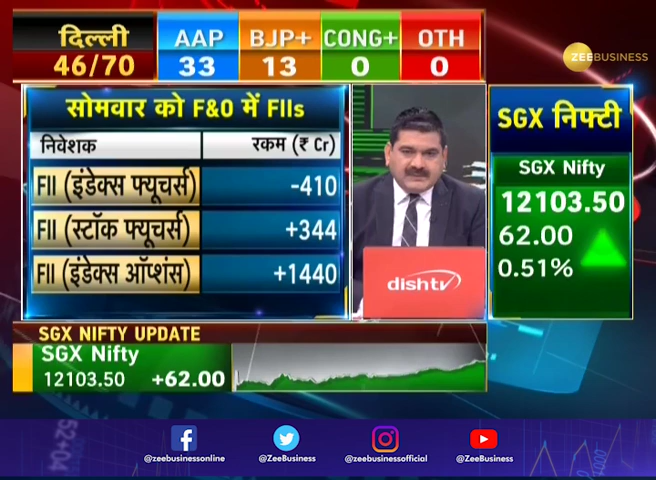 दिल्ली
46/70
AAP
33
BJP+
13
CONG+
0
OTH
0
ZEEBUSINESS
सोमवार को F&O में FIIs
निवेशक रकम (₹ Cr)
FII (इंडेक्स फ्यूचर्स) -410
FII (स्टॉक फ्यूचर्स) +344
FII (इंडेक्स ऑप्शंस) +1440
dishtv
SGX निफ्टी
SGX Nifty
12103.50
62.00
0.51%
SGX NIFTY UPDATE
SGX Nifty
12103.50 +62.00
@zeebusinessonline
@ZeeBusiness
@zeebusinessofficial
@ZeeBusiness